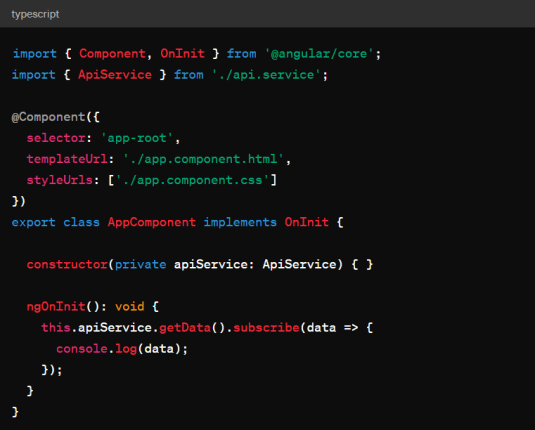 typescript
import { Component, OnInit } from '@angular/core';
import { ApiService } from './api.service';
@Component({
  selector: 'app-root',
  templateUrl: './app.component.html',
  styleUrls: ['./app.component.css']
})
export class AppComponent implements OnInit {
  constructor(private apiService: ApiService) { }
  ngOnInit(): void {
    this.apiService.getData().subscribe(data => {
      console.log(data);
    });
  }
}